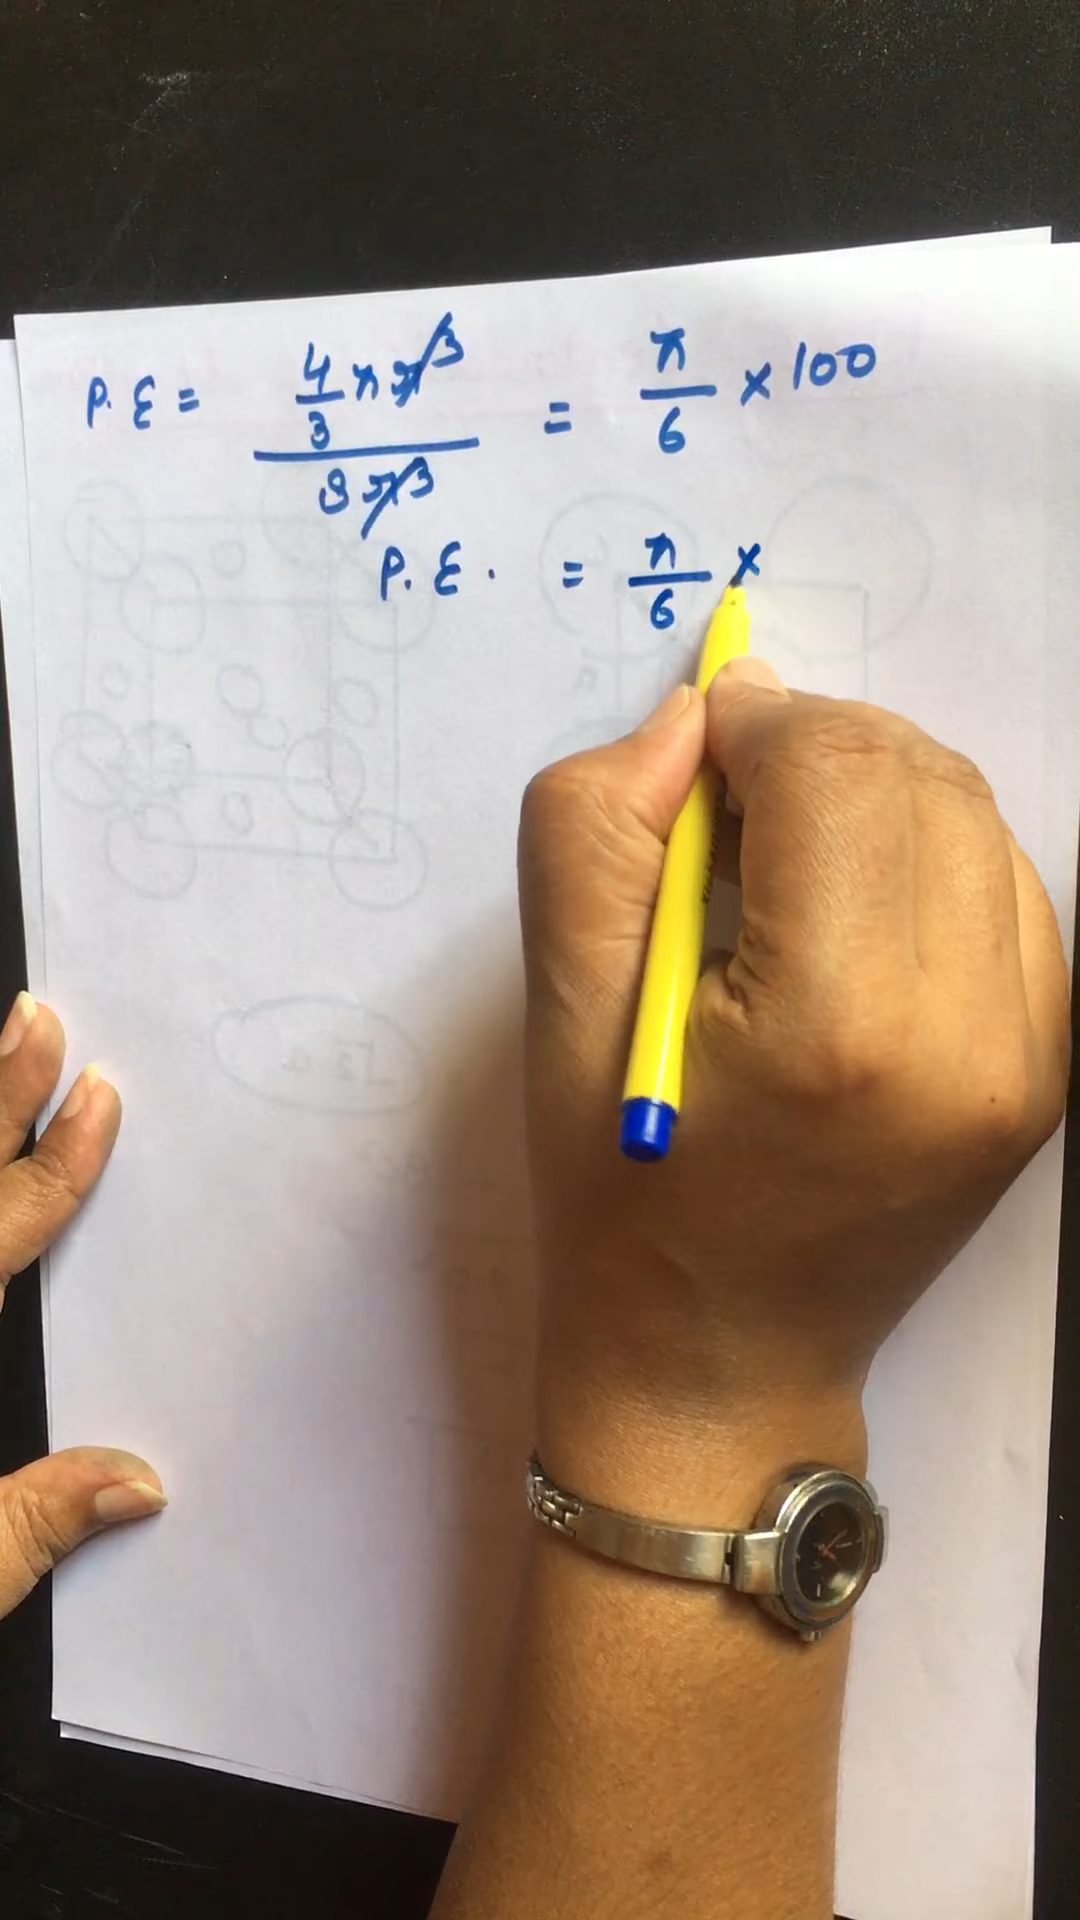 P.E = 4/3 π r³ / 8 r³ = π/6 × 100
P.E. = π/6 ×